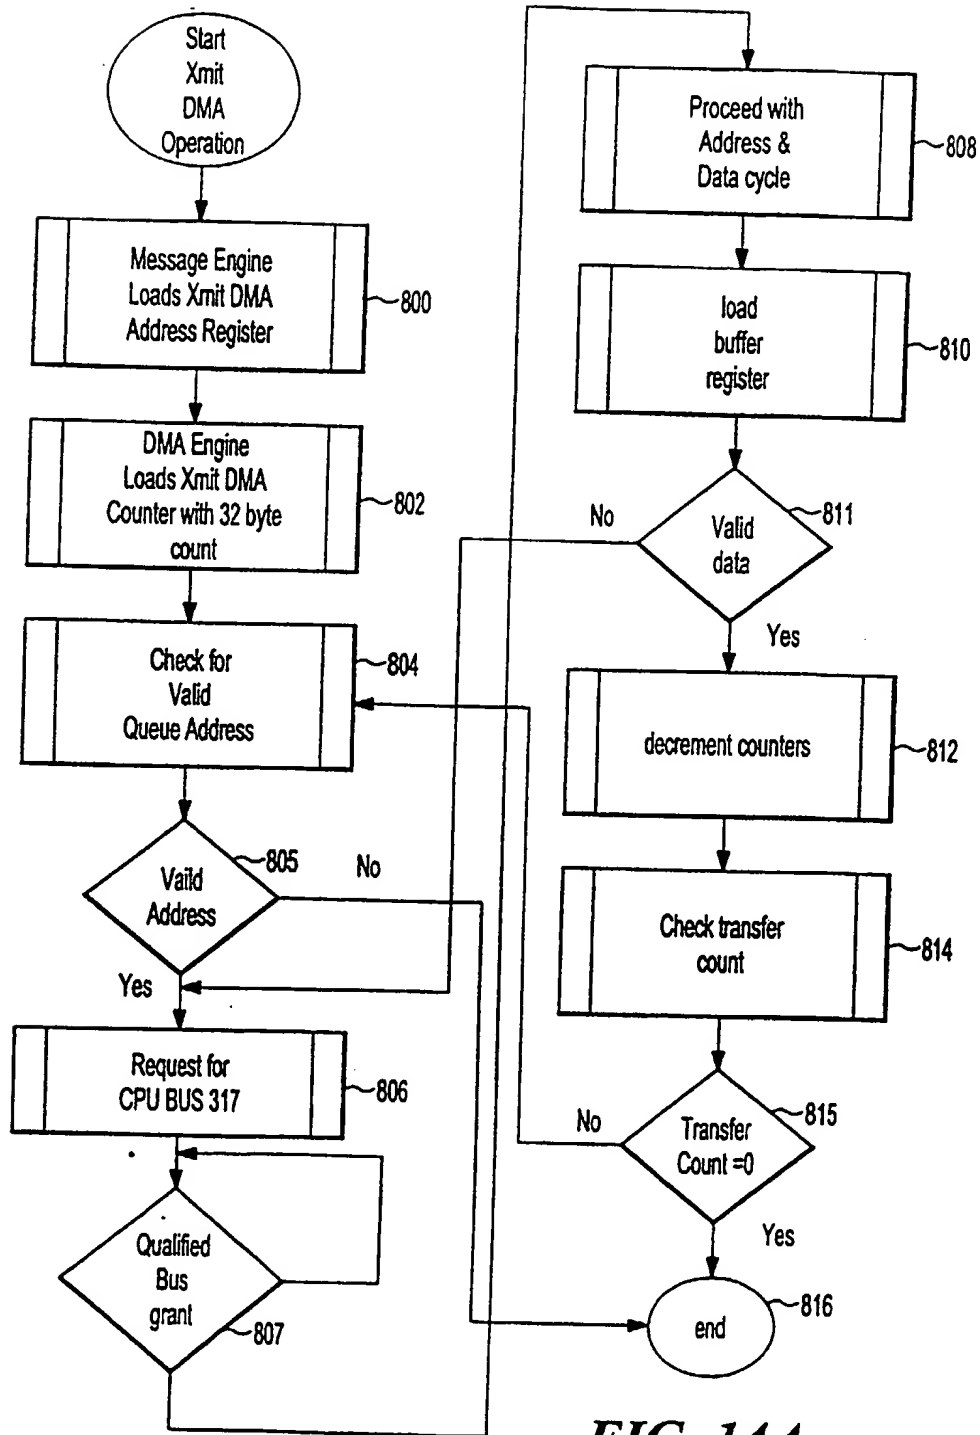 Start
Xmit
DMA
Operation
Message Engine
Loads Xmit DMA
Address Register
800
DMA Engine
Loads Xmit DMA
Counter with 32 byte
count
802
Check for
Valid
Queue Address
804
Vaild
Address
805
No
Yes
Request for
CPU BUS 317
806
Qualified
Bus
grant
807
Proceed with
Address &
Data cycle
808
load
buffer
register
810
Valid
data
811
No
Yes
decrement counters
812
Check transfer
count
814
Transfer
Count =0
815
No
Yes
end
816
FIG. 14A